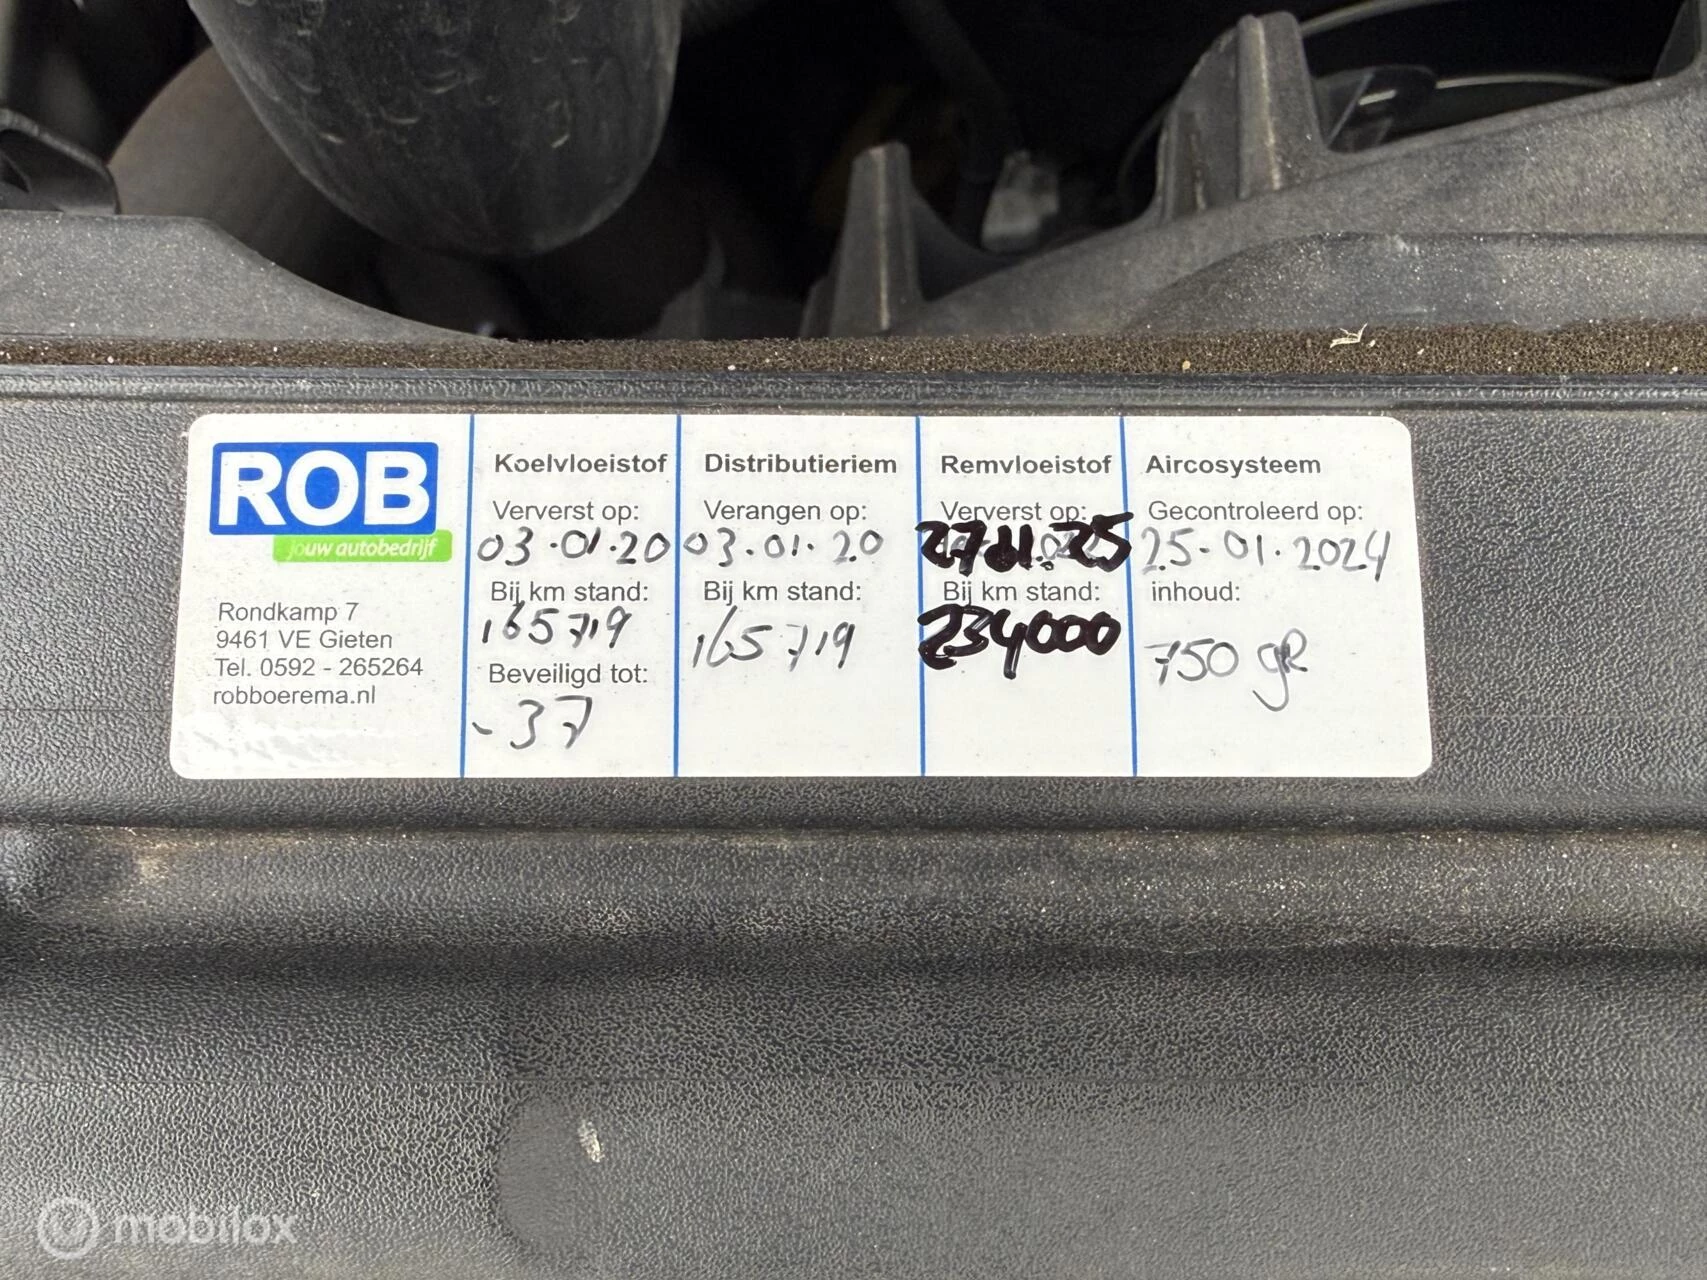 ROB
jouw autobedrijf
Rondkamp 7
9461 VE Gieten
Tel. 0592 - 265264
robboerema.nl
Koelvloeistof
Ververst op:
03-01-20
Bij km stand:
165719
Beveiligd tot:
-37
Distributieriem
Verangen op:
03.01.20
Bij km stand:
165719
Remvloeistof
Ververst op:
Bij km stand:
234000
Aircosysteem
Gecontroleerd op:
25-01.2024
inhoud:
750 gR
mobilox